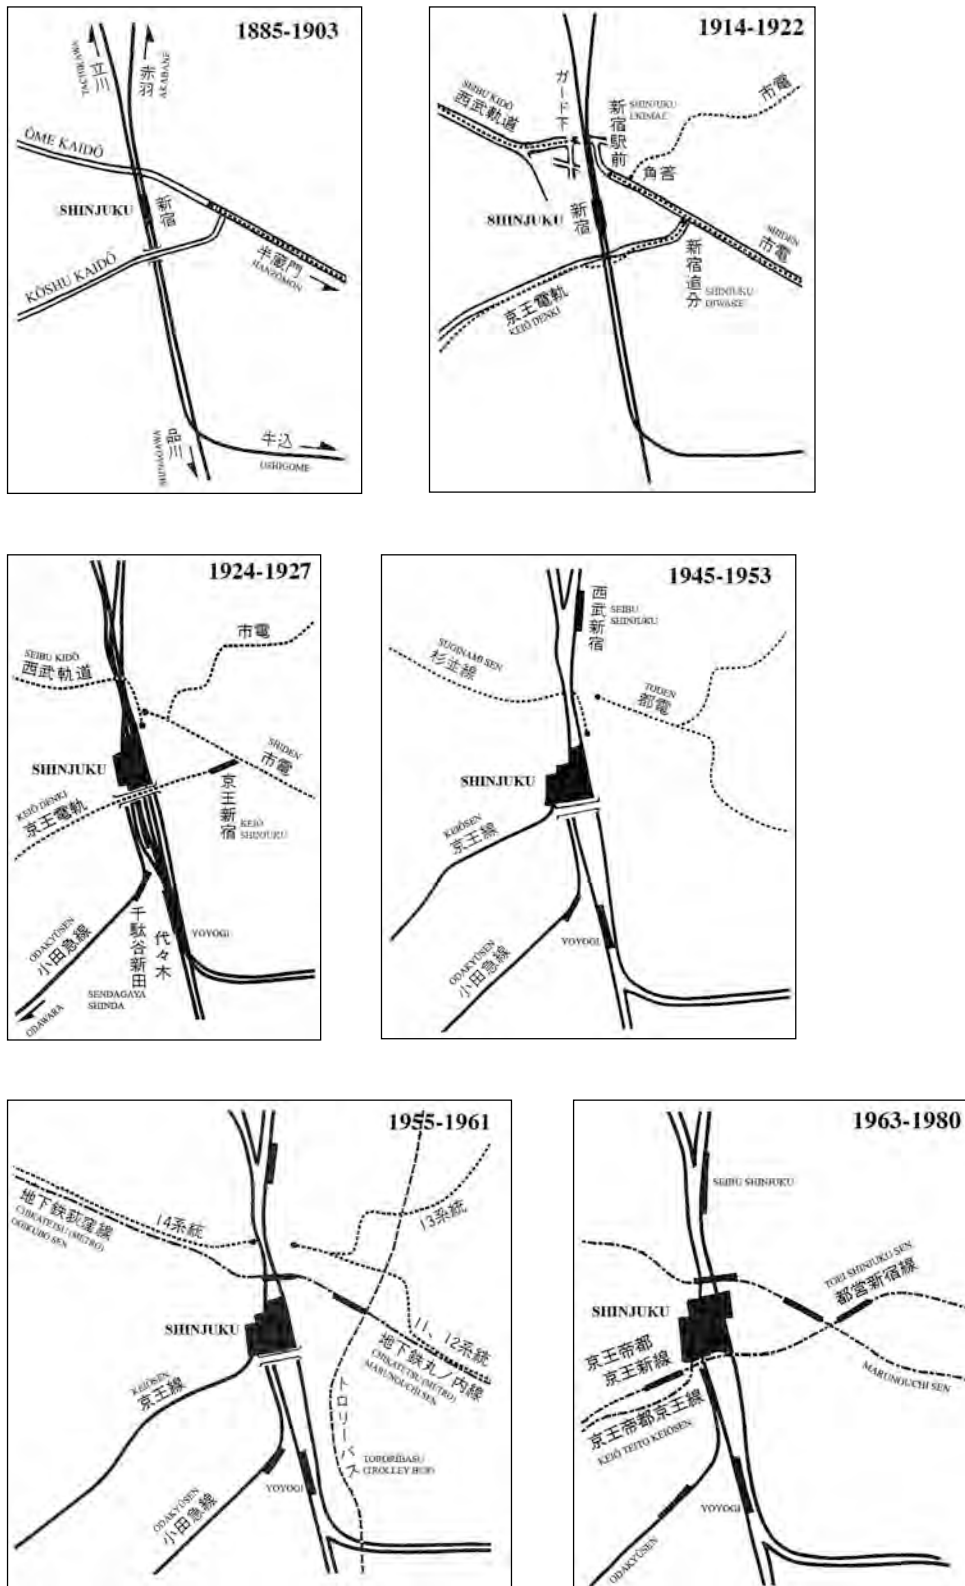 1885-1903
TACHIKAWA
立川
赤羽
AKABANE
ŌME KAIDŌ
SHINJUKU
新宿
KŌSHU KAIDŌ
半蔵門
HANZŌMON
SHINAGAWA
品川
牛込
USHIGOME
1914-1922
SEIBU KIDŌ
西武軌道
ガード下
新宿駅前
SHINJUKU
EKIMAE
市電
角筈
SHINJUKU
新宿
SHIDEN
市電
新宿追分
SHINJUKU
OIWAKE
京王電軌
KEIŌ DENKI
1924-1927
市電
SEIBU KIDŌ
西武軌道
SHIDEN
市電
SHINJUKU
京王新宿
KEIŌ
SHINJUKU
KEIŌ DENKI
京王電軌
ODAKYŪSEN
小田急線
千駄谷新田
代々木
YOYOGI
SENDAGAYA
SHINDA
ODAWARA
1945-1953
西武新宿
SEIBU
SHINJUKU
SUGINAMI SEN
杉並線
TODEN
都電
SHINJUKU
KEIŌSEN
京王線
ODAKYŪSEN
小田急線
YOYOGI
1955-1961
地下鉄荻窪線
CHIKATETSU (METRO)
OGIKUBO SEN
14系統
13系統
SHINJUKU
11、12系統
地下鉄丸ノ内線
CHIKATETSU (METRO)
MARUNOUCHI SEN
KEIŌSEN
京王線
トロリーバス
TORORĪBASU
(TROLLEY BUS)
ODAKYŪSEN
小田急線
YOYOGI
1963-1980
SEIBU SHINJUKU
TOEI SHINJUKU SEN
都営新宿線
SHINJUKU
京王帝都
京王新線
MARUNOUCHI SEN
京王帝都京王線
KEIŌ TEITO KEIŌSEN
YOYOGI
ODAKYŪSEN